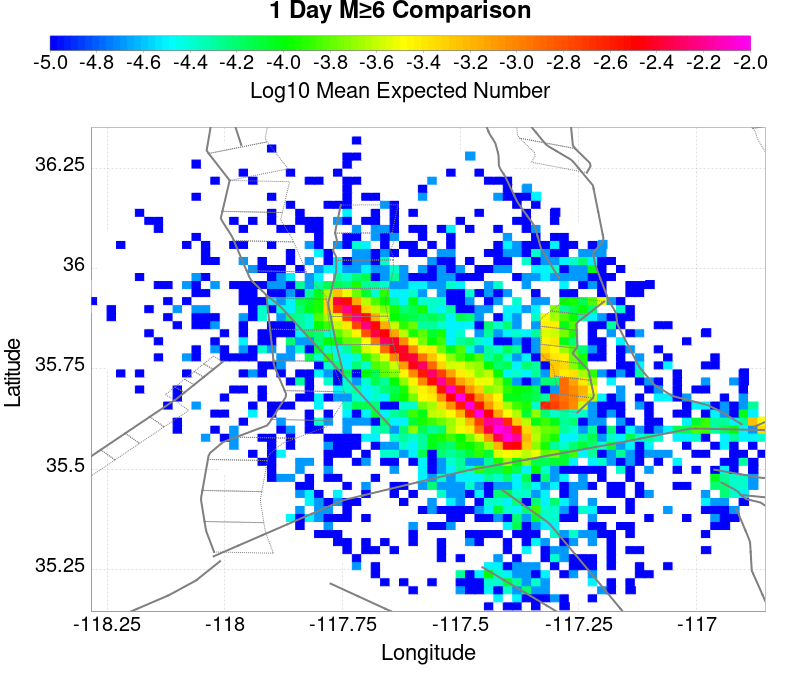 1 Day M≥6 Comparison
-5.0 -4.8 -4.6 -4.4 -4.2 -4.0 -3.8 -3.6 -3.4 -3.2 -3.0 -2.8 -2.6 -2.4 -2.2 -2.0
Log10 Mean Expected Number
36.25
36
35.75
35.5
35.25
Latitude
-118.25 -118 -117.75 -117.5 -117.25 -117
Longitude